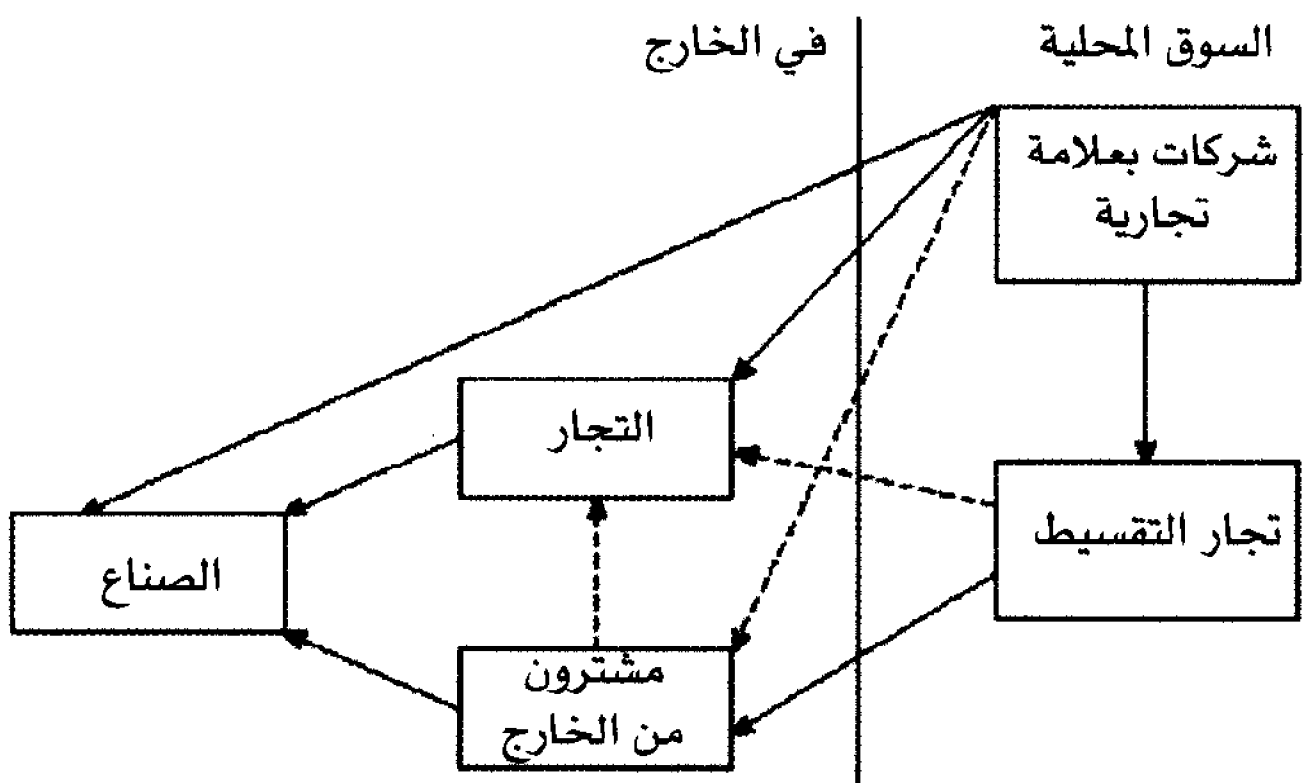 السوق المحلية
في الخارج
شركات بعلامة
تجارية
التجار
تجار التقسيط
الصناع
مشترون
من الخارج